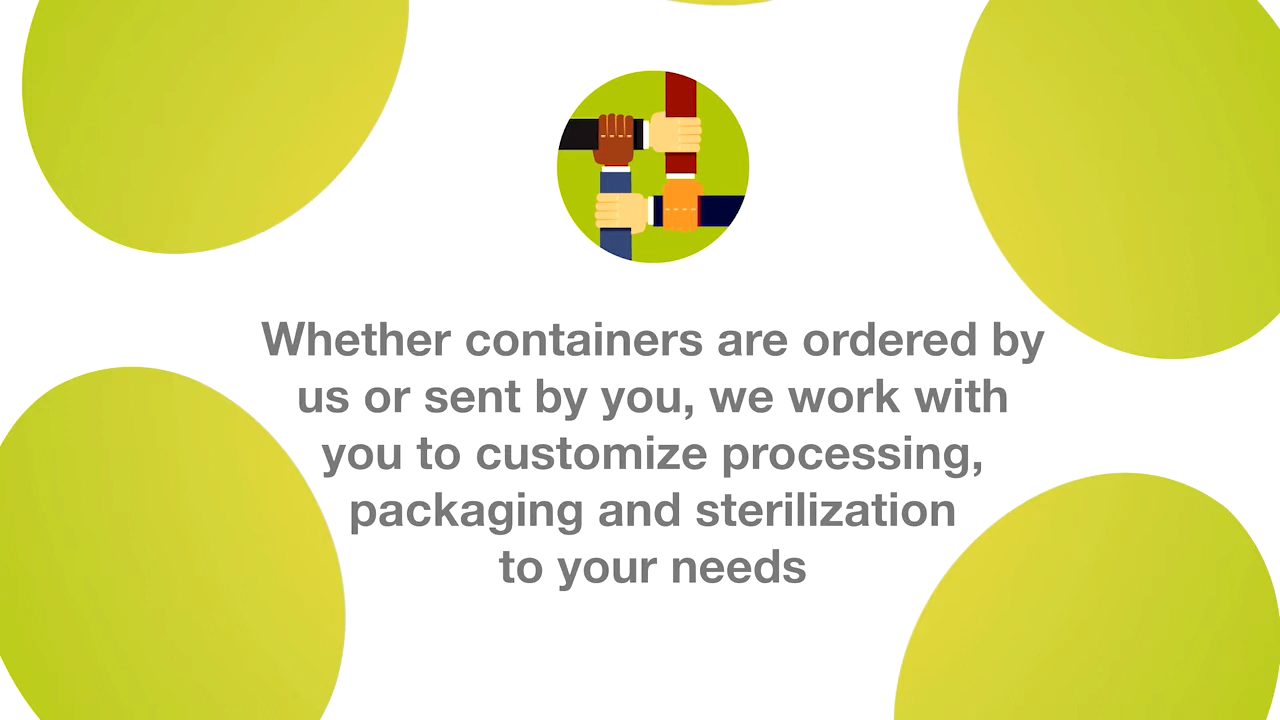 Whether containers are ordered by
us or sent by you, we work with
you to customize processing,
packaging and sterilization
to your needs